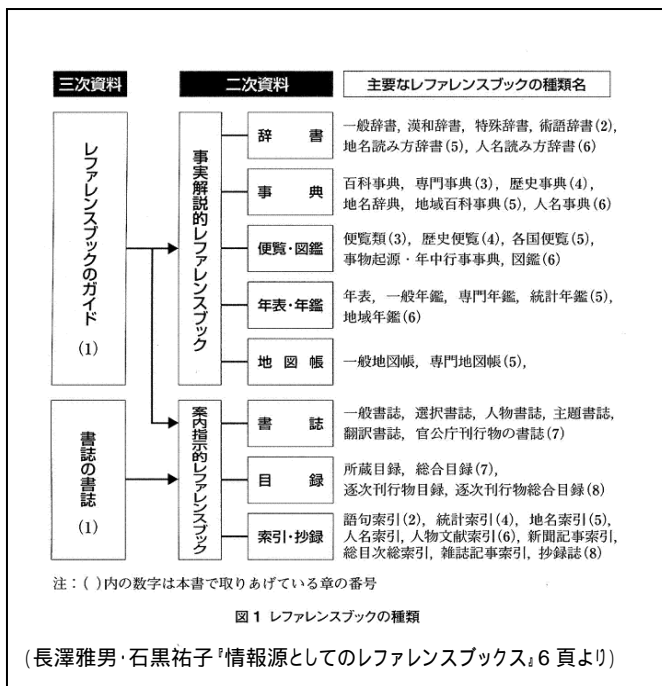 三次資料
二次資料
主要なレファレンスブックの種類名
レファレンスブックのガイド
(1)
事実解説的レファレンスブック
辞書
一般辞書, 漢和辞書, 特殊辞書, 術語辞書(2),
地名読み方辞書(5), 人名読み方辞書(6)
事典
百科事典, 専門事典(3), 歴史事典(4),
地名辞典, 地域百科事典(5), 人名事典(6)
便覧・図鑑
便覧類(3), 歴史便覧(4), 各国便覧(5),
事物起源・年中行事事典, 図鑑(6)
年表・年鑑
年表, 一般年鑑, 専門年鑑, 統計年鑑(5),
地域年鑑(6)
地図帳
一般地図帳, 専門地図帳(5),
書誌の書誌
(1)
案内指示的レファレンスブック
書誌
一般書誌, 選択書誌, 人物書誌, 主題書誌,
翻訳書誌, 官公庁刊行物の書誌(7)
目録
所蔵目録, 総合目録(7),
逐次刊行物目録, 逐次刊行物総合目録(8)
索引・抄録
語句索引(2), 統計索引(4), 地名索引(5),
人名索引, 人物文献索引(6), 新聞記事索引,
総目次総索引, 雑誌記事索引, 抄録誌(8)
注:( )内の数字は本書で取りあげている章の番号
図1 レファレンスブックの種類
(長澤雅男・石黒祐子『情報源としてのレファレンスブックス』6頁より)